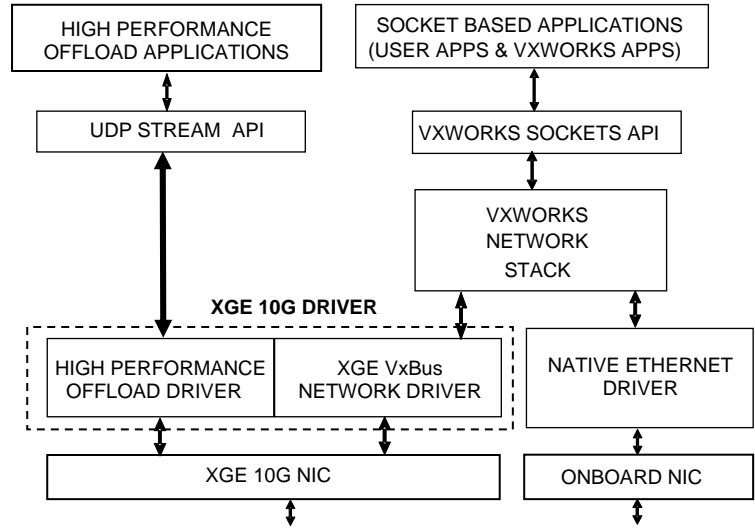 HIGH PERFORMANCE
OFFLOAD APPLICATIONS
SOCKET BASED APPLICATIONS
(USER APPS & VXWORKS APPS)
UDP STREAM API
VXWORKS SOCKETS API
VXWORKS
NETWORK
STACK
XGE 10G DRIVER
HIGH PERFORMANCE
OFFLOAD DRIVER
XGE VxBus
NETWORK DRIVER
NATIVE ETHERNET
DRIVER
XGE 10G NIC
ONBOARD NIC